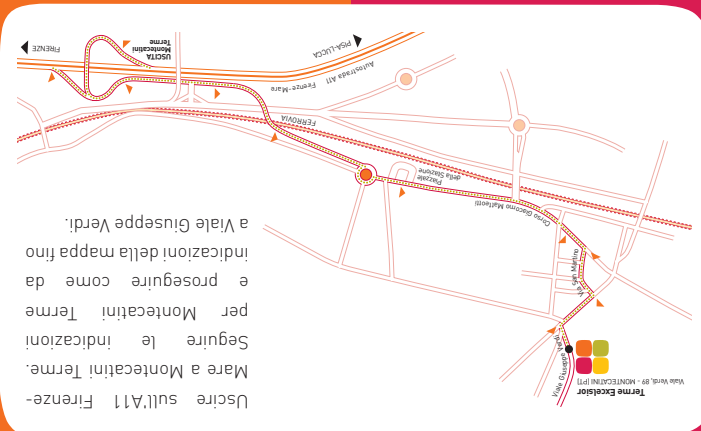 Uscire sull'A11 Firenze-
Mare a Montecatini Terme.
Seguire le indicazioni
per Montecatini Terme
e proseguire come da
indicazioni della mappa fino
a Viale Giuseppe Verdi.
Terme Excelsior
Viale Verdi, 89 - MONTECATINI (PT)
Viale Giuseppe
Verdi
Via
San Martino
Corso Giacomo Matteotti
Piazzale
della Stazione
FERROVIA
Autostrada A11
Firenze-Mare
PISA-LUCCA
USCITA
Montecatini
Terme
FIRENZE